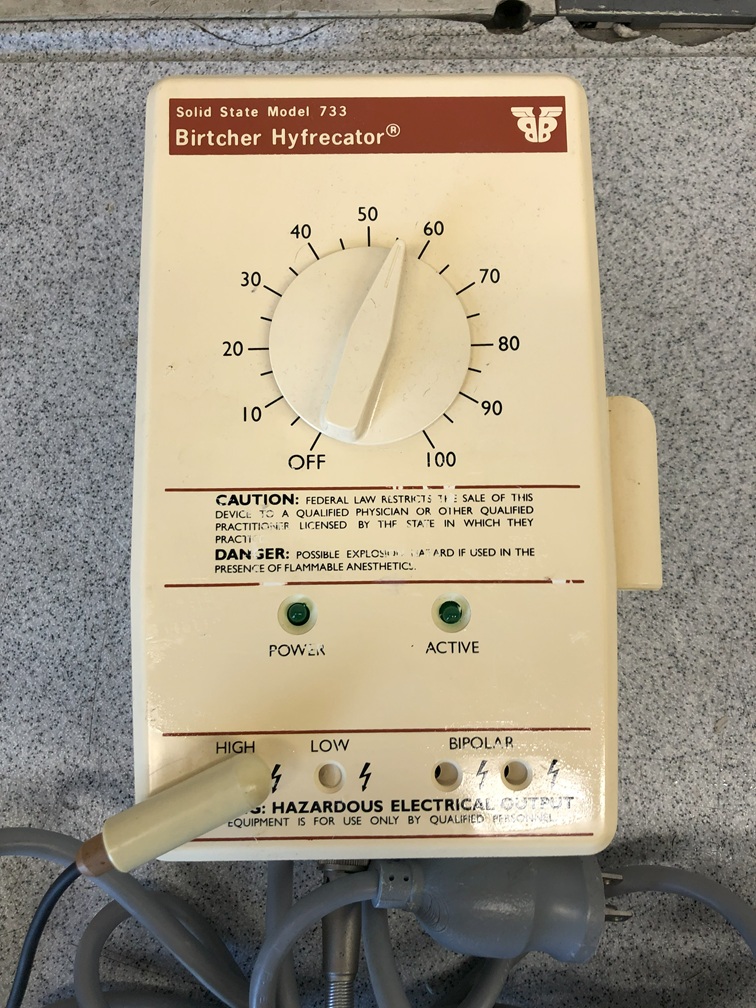 Solid State Model 733
Birtcher Hyfrecator®
BB
50
40
60
30
70
20
80
10
90
OFF
100
CAUTION: FEDERAL LAW RESTRICTS THE SALE OF THIS
DEVICE TO A QUALIFIED PHYSICIAN OR OTHER QUALIFIED
PRACTITIONER LICENSED BY THE STATE IN WHICH THEY
PRACTI
DANGER: POSSIBLE EXPLOSION HAZARD IF USED IN THE
PRESENCE OF FLAMMABLE ANESTHETICS.
POWER
ACTIVE
HIGH
LOW
BIPOLAR
G: HAZARDOUS ELECTRICAL OUTPUT
EQUIPMENT IS FOR USE ONLY BY QUALIFIED PERSONNEL